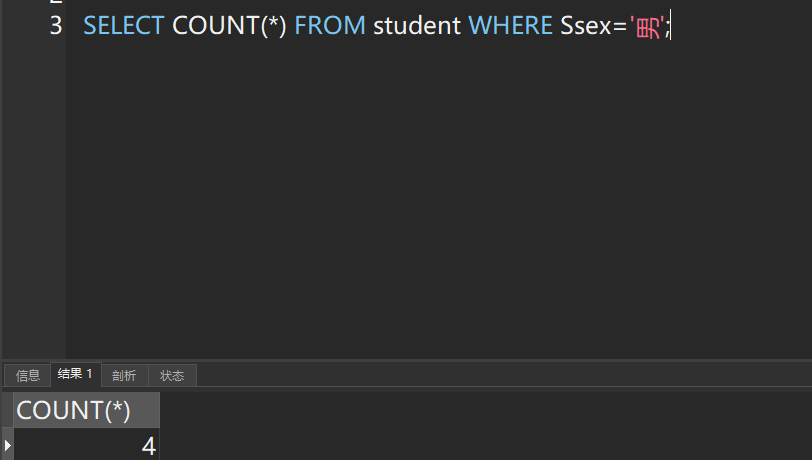 3 SELECT COUNT(*) FROM student WHERE Ssex='男';
信息 结果 1 剖析 状态
COUNT(*)
4